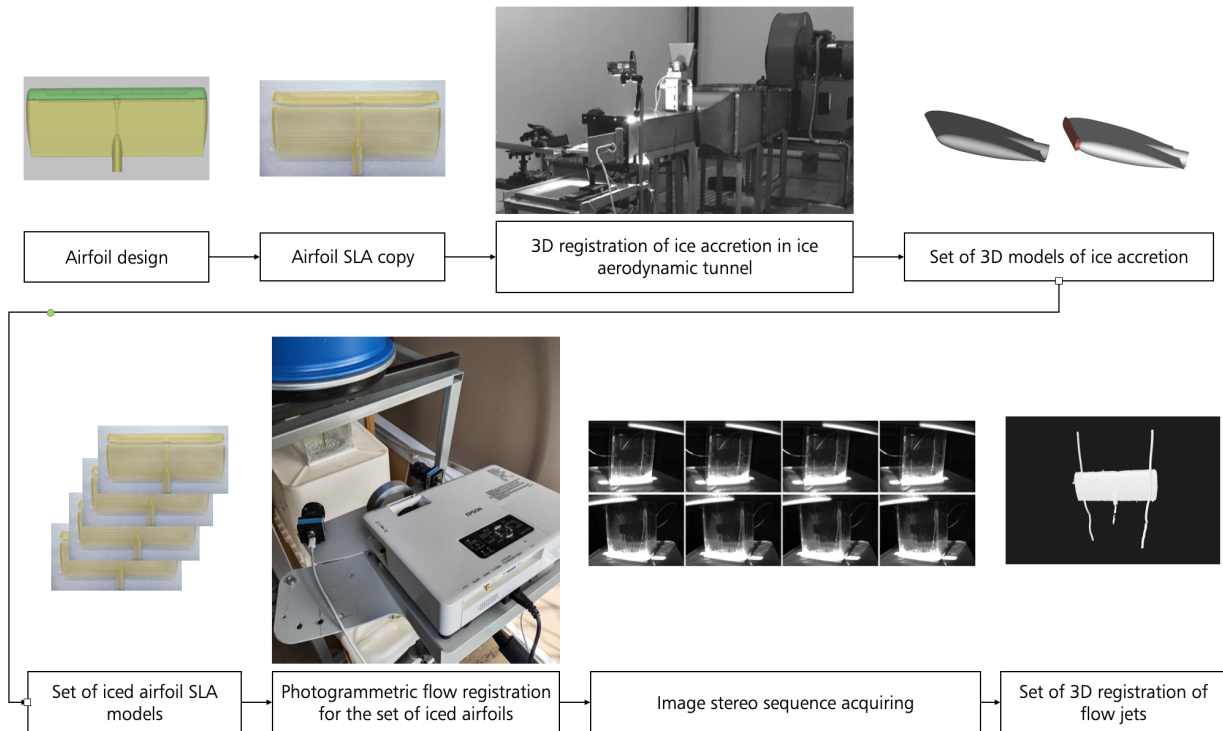 Airfoil design
Airfoil SLA copy
3D registration of ice accretion in ice
aerodynamic tunnel
Set of 3D models of ice accretion
EPSON
Set of iced airfoil SLA
models
Photogrammetric flow registration
for the set of iced airfoils
Image stereo sequence acquiring
Set of 3D registration of
flow jets